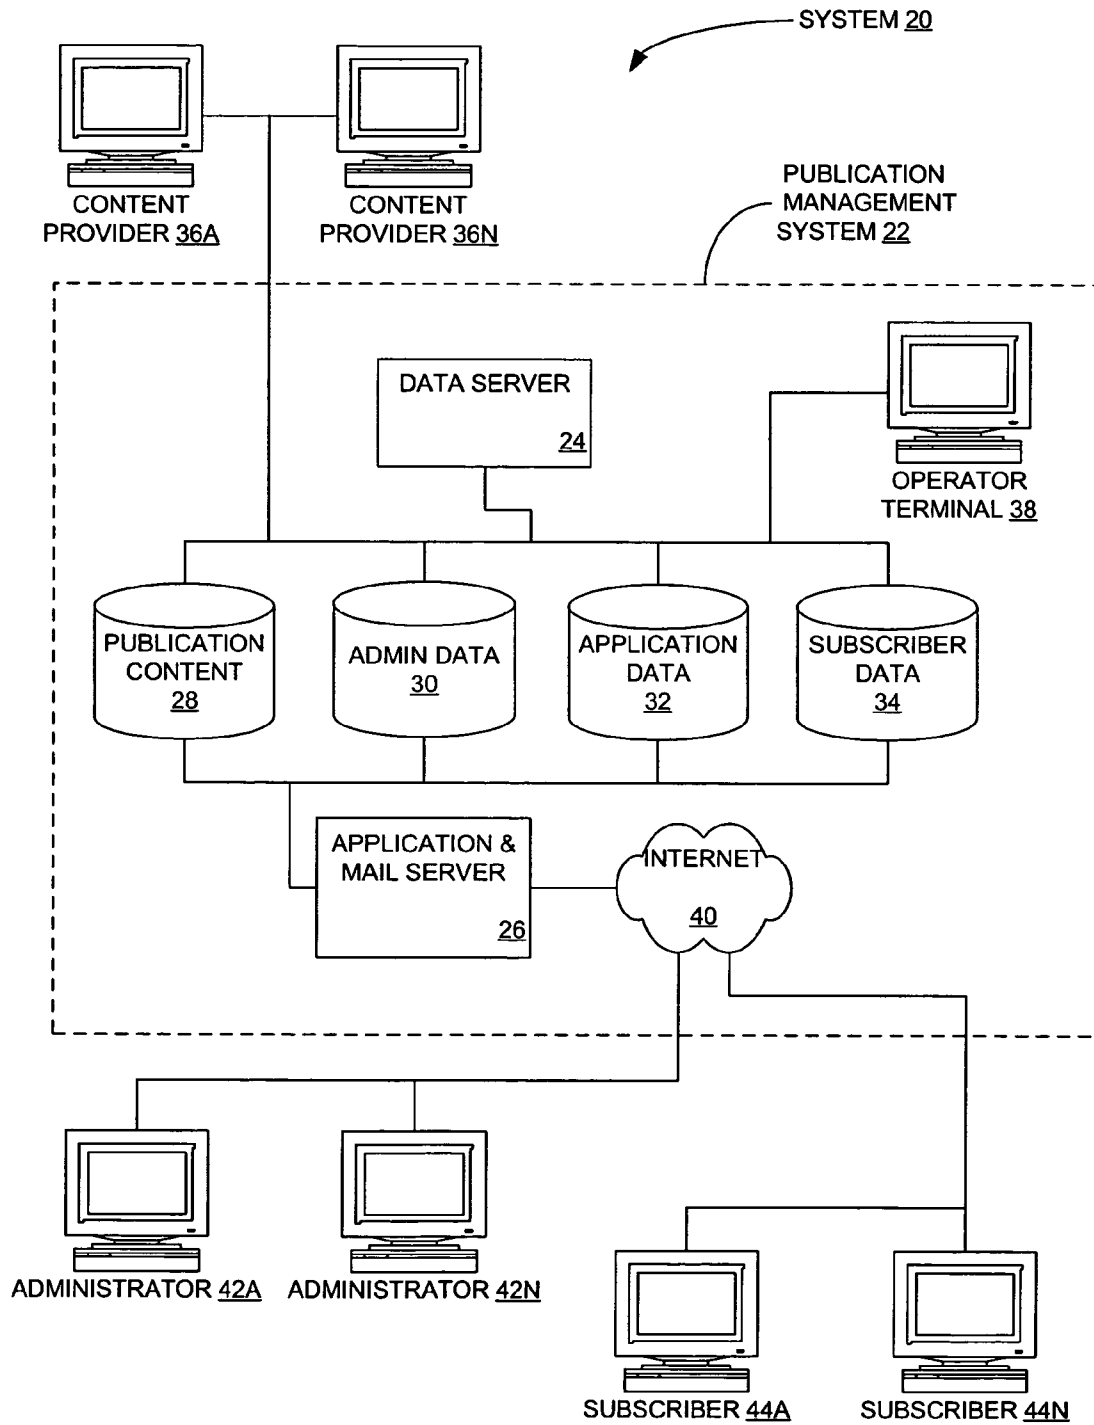 SYSTEM 20
CONTENT
PROVIDER 36A
CONTENT
PROVIDER 36N
PUBLICATION
MANAGEMENT
SYSTEM 22
DATA SERVER
24
OPERATOR
TERMINAL 38
PUBLICATION
CONTENT
28
ADMIN DATA
30
APPLICATION
DATA
32
SUBSCRIBER
DATA
34
APPLICATION &
MAIL SERVER
26
INTERNET
40
ADMINISTRATOR 42A
ADMINISTRATOR 42N
SUBSCRIBER 44A
SUBSCRIBER 44N